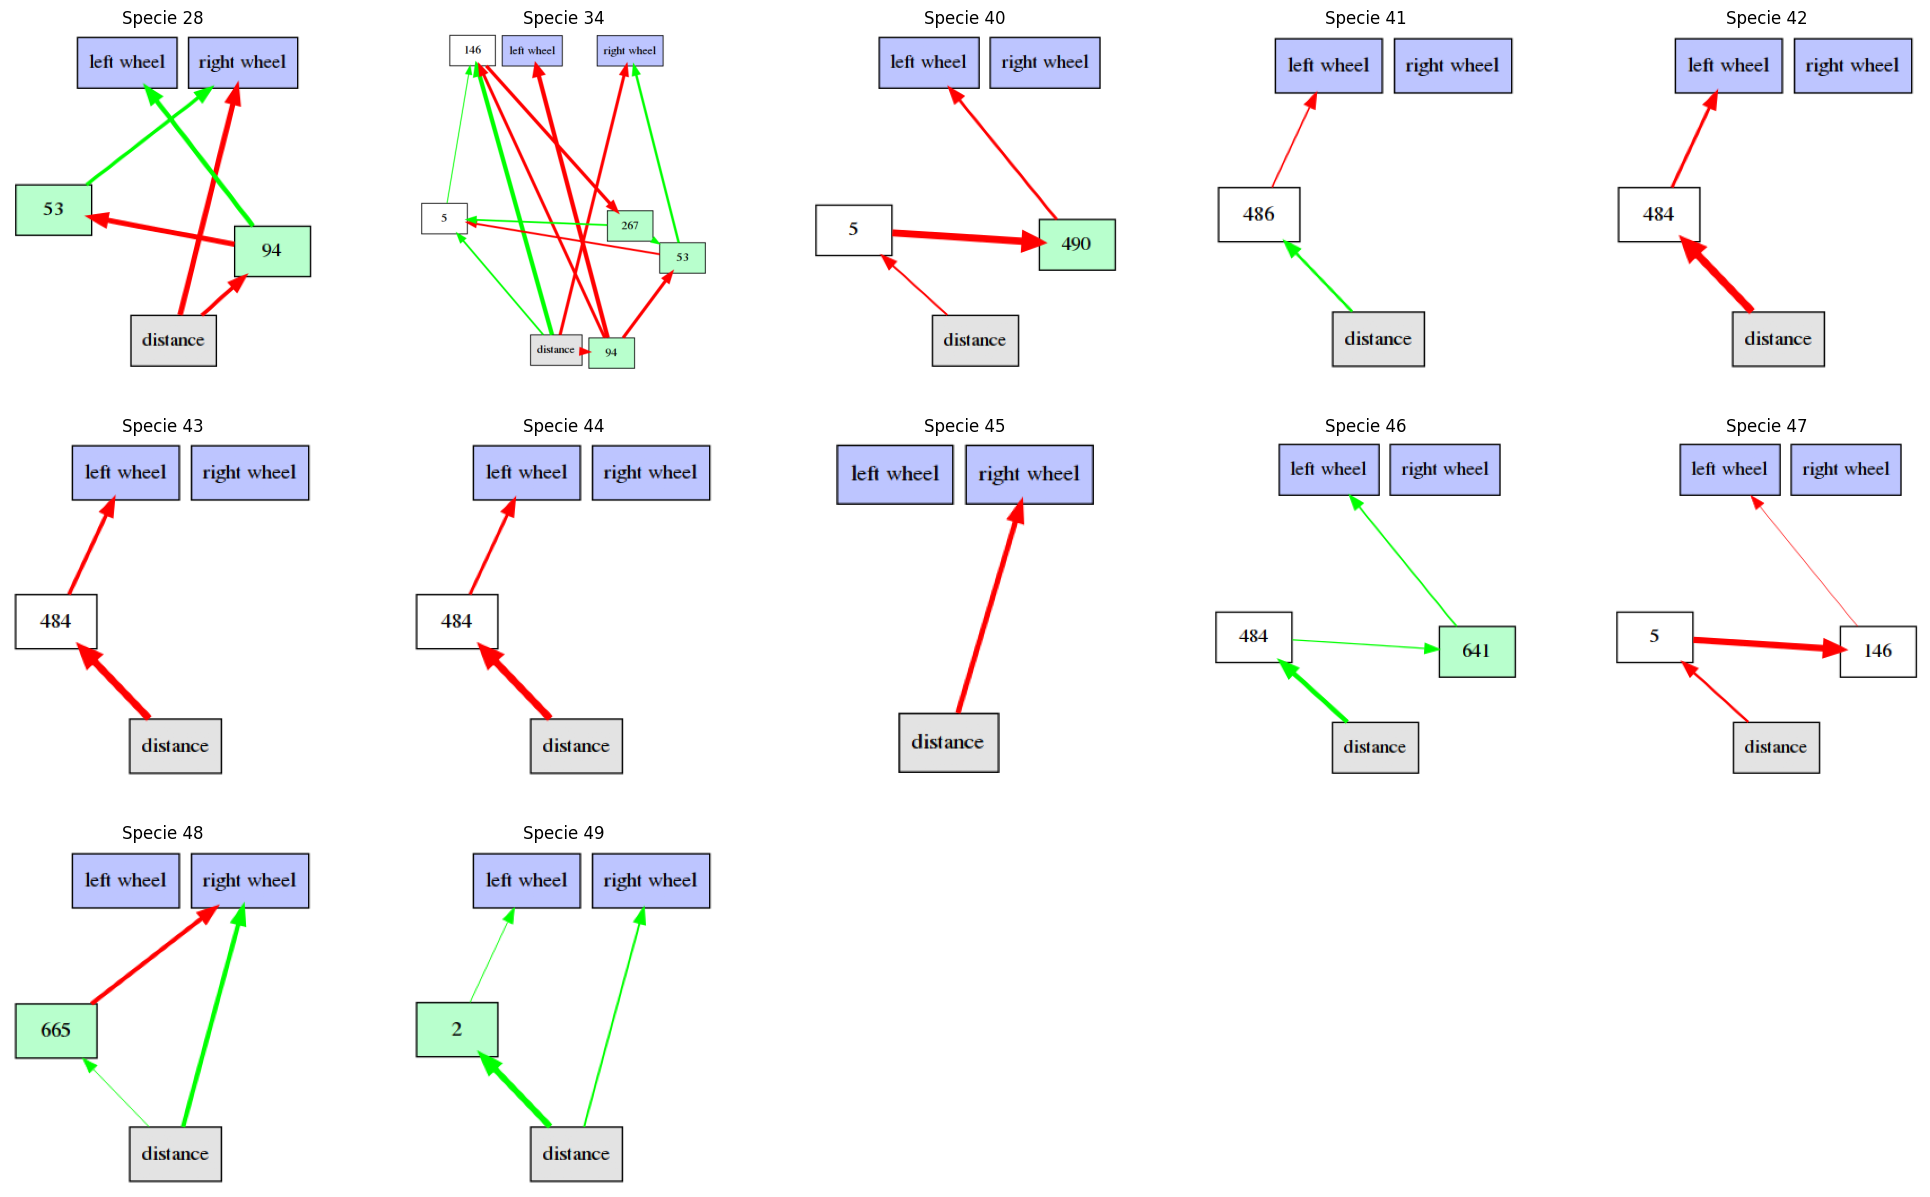 Specie 28
left wheel
right wheel
53
94
distance
Specie 34
146
left wheel
right wheel
5
267
53
distance
94
Specie 40
left wheel
right wheel
5
490
distance
Specie 41
left wheel
right wheel
486
distance
Specie 42
left wheel
right wheel
484
distance
Specie 43
left wheel
right wheel
484
distance
Specie 44
left wheel
right wheel
484
distance
Specie 45
left wheel
right wheel
distance
Specie 46
left wheel
right wheel
484
641
distance
Specie 47
left wheel
right wheel
5
146
distance
Specie 48
left wheel
right wheel
665
distance
Specie 49
left wheel
right wheel
2
distance